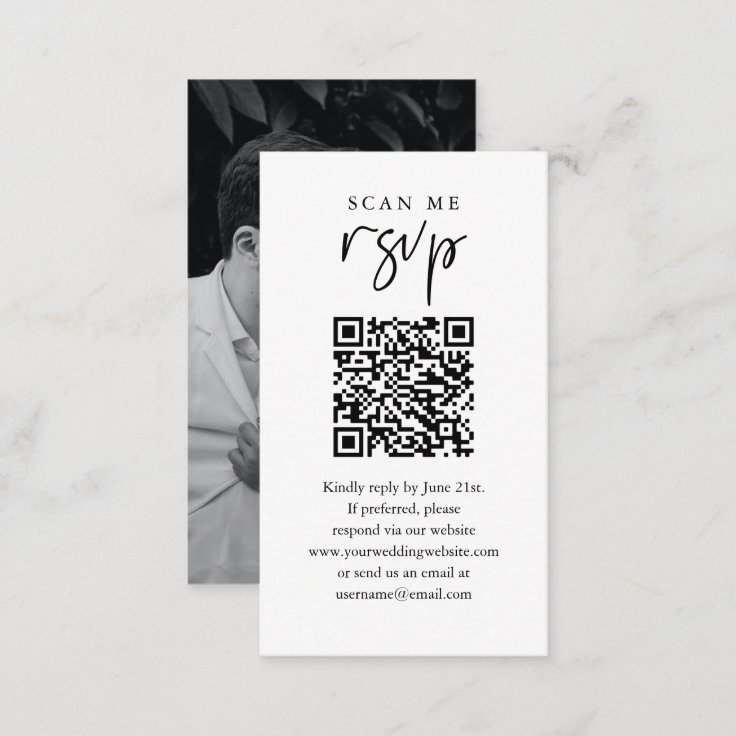 SCAN ME
rsvp
Kindly reply by June 21st.
If preferred, please
respond via our website
www.yourweddingwebsite.com
or send us an email at
username@email.com